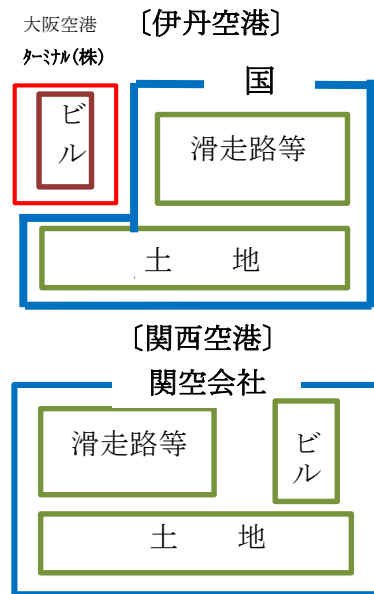 〔伊丹空港〕
大阪空港
ﾀｰﾐﾅﾙ(株)
国
ビル
滑走路等
土　地
〔関西空港〕
関空会社
滑走路等
ビル
土　地